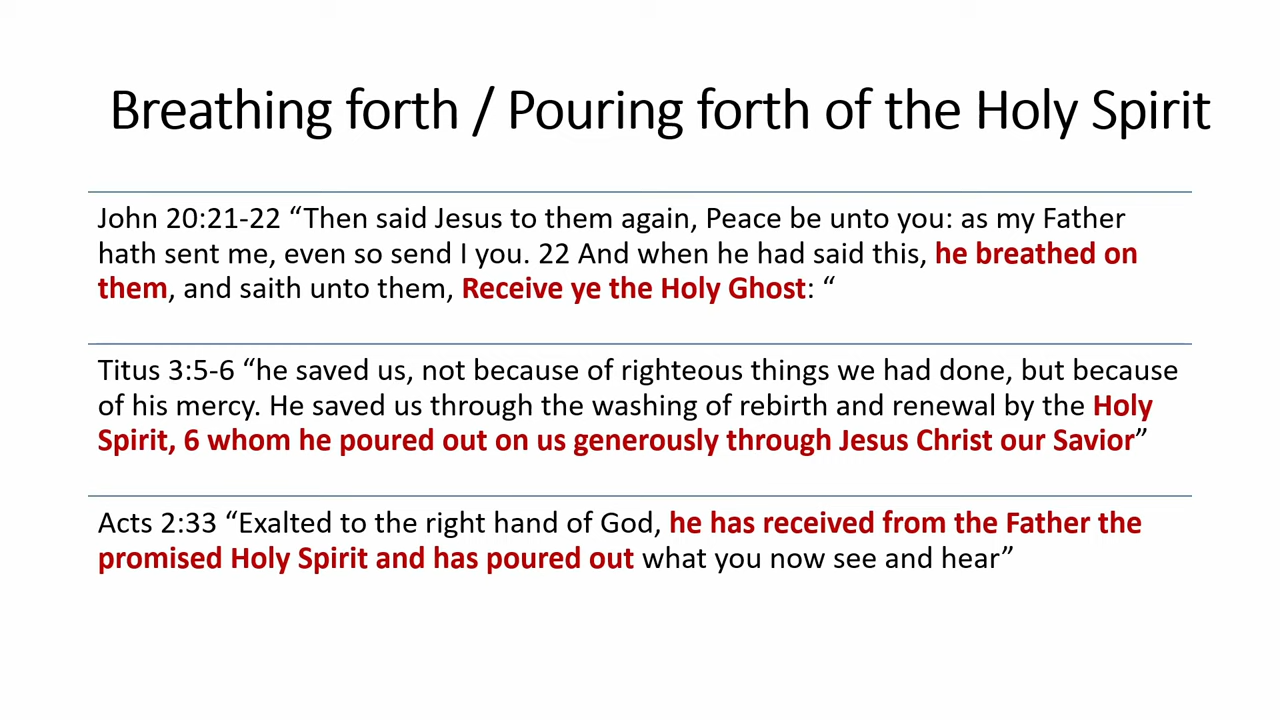 Breathing forth / Pouring forth of the Holy Spirit
John 20:21-22 “Then said Jesus to them again, Peace be unto you: as my Father
hath sent me, even so send I you. 22 And when he had said this, he breathed on
them, and saith unto them, Receive ye the Holy Ghost: “
Titus 3:5-6 “he saved us, not because of righteous things we had done, but because
of his mercy. He saved us through the washing of rebirth and renewal by the Holy
Spirit, 6 whom he poured out on us generously through Jesus Christ our Savior”
Acts 2:33 “Exalted to the right hand of God, he has received from the Father the
promised Holy Spirit and has poured out what you now see and hear”